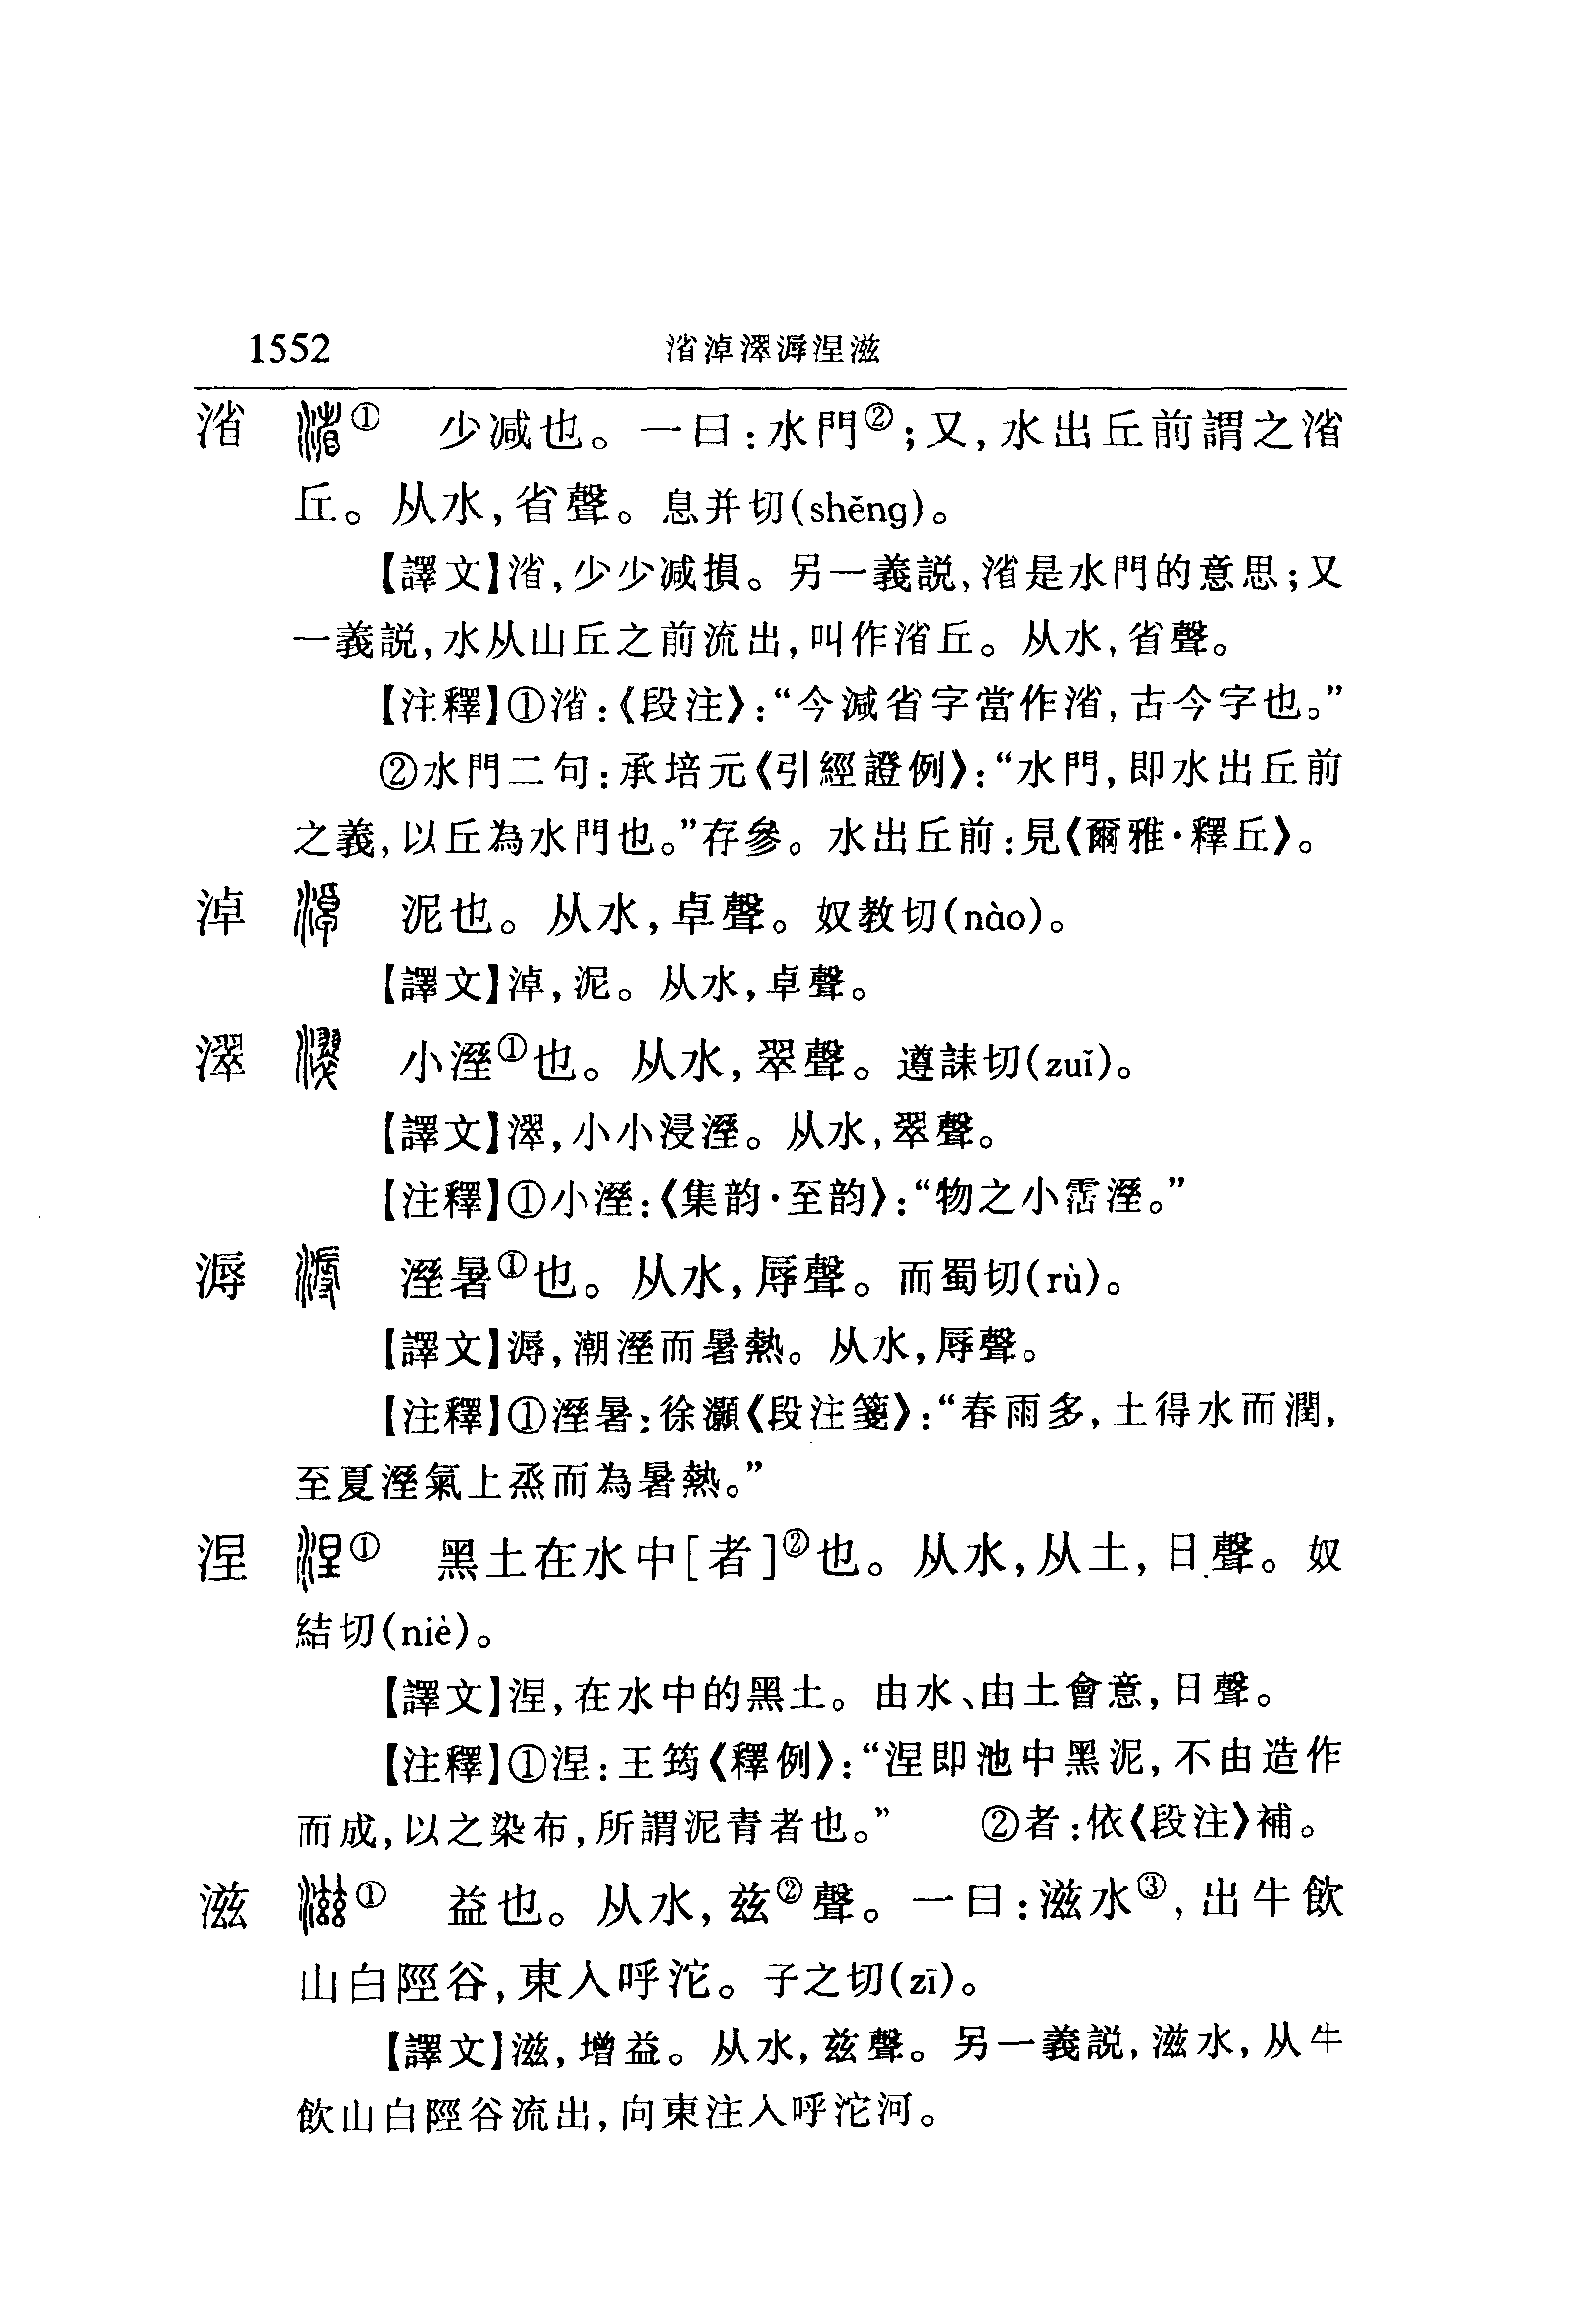 1552 渻淖濢溽涅滋
渻 ① 少減也。一曰:水門②;又,水出丘前謂之渻
丘。从水,省聲。息并切(shěng)。
【譯文】渻,少少减損。另一義説,渻是水門的意思;又
一義説,水从山丘之前流出,叫作渻丘。从水,省聲。
【注釋】①渻:《段注》:“今減省字當作渻,古今字也。”
②水門二句:承培元《引經證例》:“水門,即水出丘前
之義,以丘為水門也。”存參。水出丘前:見《爾雅·釋丘》。
淖 泥也。从水,卓聲。奴教切(nào)。
【譯文】淖,泥。从水,卓聲。
濢 小溼①也。从水,翠聲。遵誄切(zuǐ)。
【譯文】濢,小小浸溼。从水,翠聲。
【注釋】①小溼:《集韵·至韵》:“物之小霑溼。”
溽 溼暑①也。从水,辱聲。而蜀切(rù)。
【譯文】溽,潮溼而暑熱。从水,辱聲。
【注釋】①溼暑:徐灝《段注箋》:“春雨多,土得水而潤,
至夏溼氣上烝而為暑熱。”
涅 ① 黑土在水中[者]②也。从水,从土,日聲。奴
結切(niè)。
【譯文】涅,在水中的黑土。由水、由土會意,日聲。
【注釋】①涅:王筠《釋例》:“涅即池中黑泥,不由造作
而成,以之染布,所謂泥青者也。” ②者:依《段注》補。
滋 ① 益也。从水,兹②聲。一曰:滋水③,出牛飲
山白陘谷,東入呼沱。子之切(zī)。
【譯文】滋,增益。从水,兹聲。另一義説,滋水,从牛
飲山白陘谷流出,向東注入呼沱河。